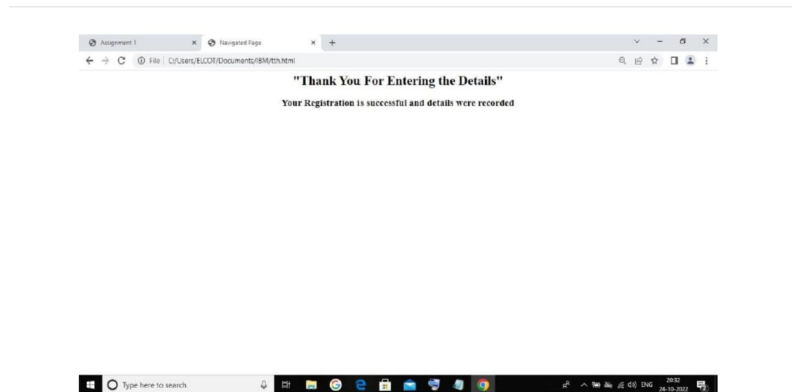 Assignment 1
Navigated Page
File | C:/Users/ELCOT/Documents/IBM/tth.html
"Thank You For Entering the Details"
Your Registration is successful and details were recorded
Type here to search
ENG
20:32
24-10-2022